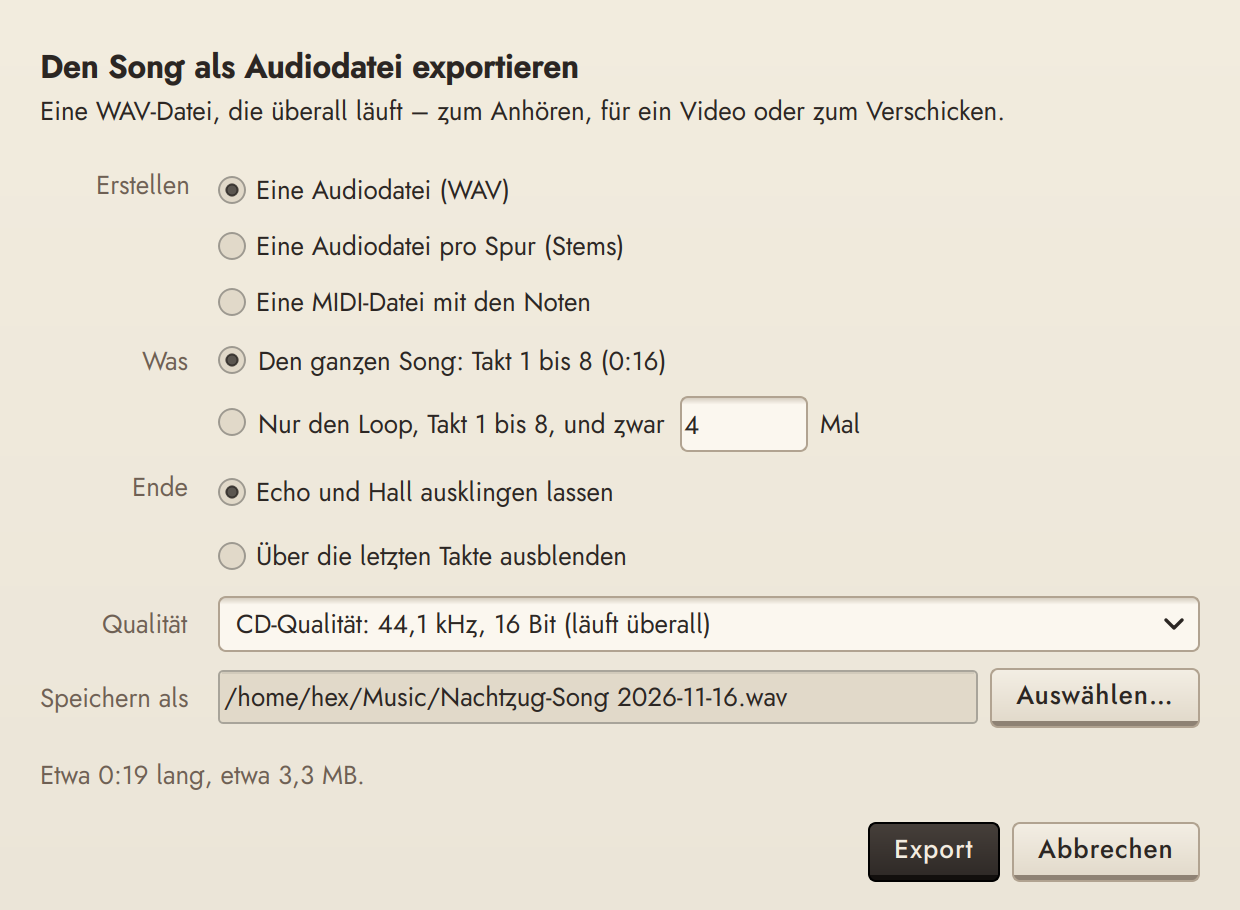 Den Song als Audiodatei exportieren
Eine WAV-Datei, die überall läuft – zum Anhören, für ein Video oder zum Verschicken.
Erstellen Eine Audiodatei (WAV)
Eine Audiodatei pro Spur (Stems)
Eine MIDI-Datei mit den Noten
Was Den ganzen Song: Takt 1 bis 8 (0:16)
Nur den Loop, Takt 1 bis 8, und zwar 4 Mal
Ende Echo und Hall ausklingen lassen
Über die letzten Takte ausblenden
Qualität CD-Qualität: 44,1 kHz, 16 Bit (läuft überall)
Speichern als /home/hex/Music/Nachtzug-Song 2026-11-16.wav Auswählen...
Etwa 0:19 lang, etwa 3,3 MB.
Export Abbrechen